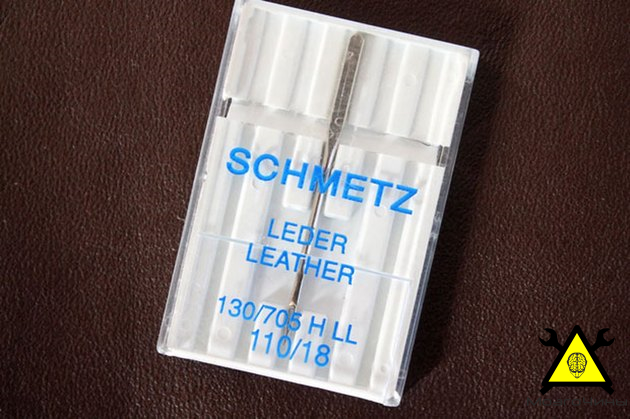 SCHMETZ
LEDER
LEATHER
130/705 H LL
110/18